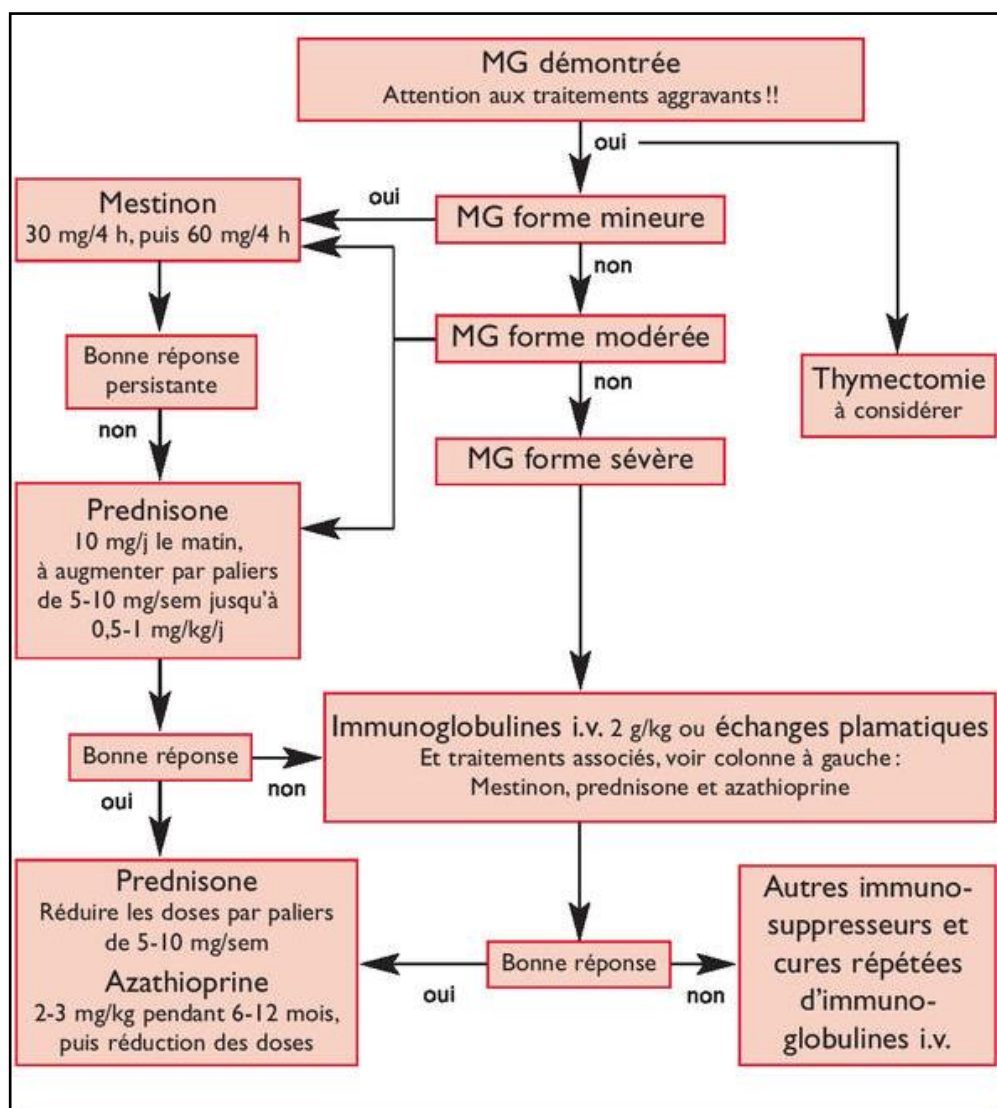 MG démontrée
Attention aux traitements aggravants!!
oui
Mestinon
30 mg/4 h, puis 60 mg/4 h
oui
MG forme mineure
non
Bonne réponse
persistante
MG forme modérée
Thymectomie
à considérer
non
non
MG forme sévère
Prednisone
10 mg/j le matin,
à augmenter par paliers
de 5-10 mg/sem jusqu'à
0,5-1 mg/kg/j
Immunoglobulines i.v. 2 g/kg ou échanges plamatiques
Et traitements associés, voir colonne à gauche :
Mestinon, prednisone et azathioprine
Bonne réponse
non
oui
Prednisone
Réduire les doses par paliers
de 5-10 mg/sem
Azathioprine
2-3 mg/kg pendant 6-12 mois,
puis réduction des doses
Bonne réponse
oui
non
Autres immuno-
suppresseurs et
cures répétées
d'immuno-
globulines i.v.